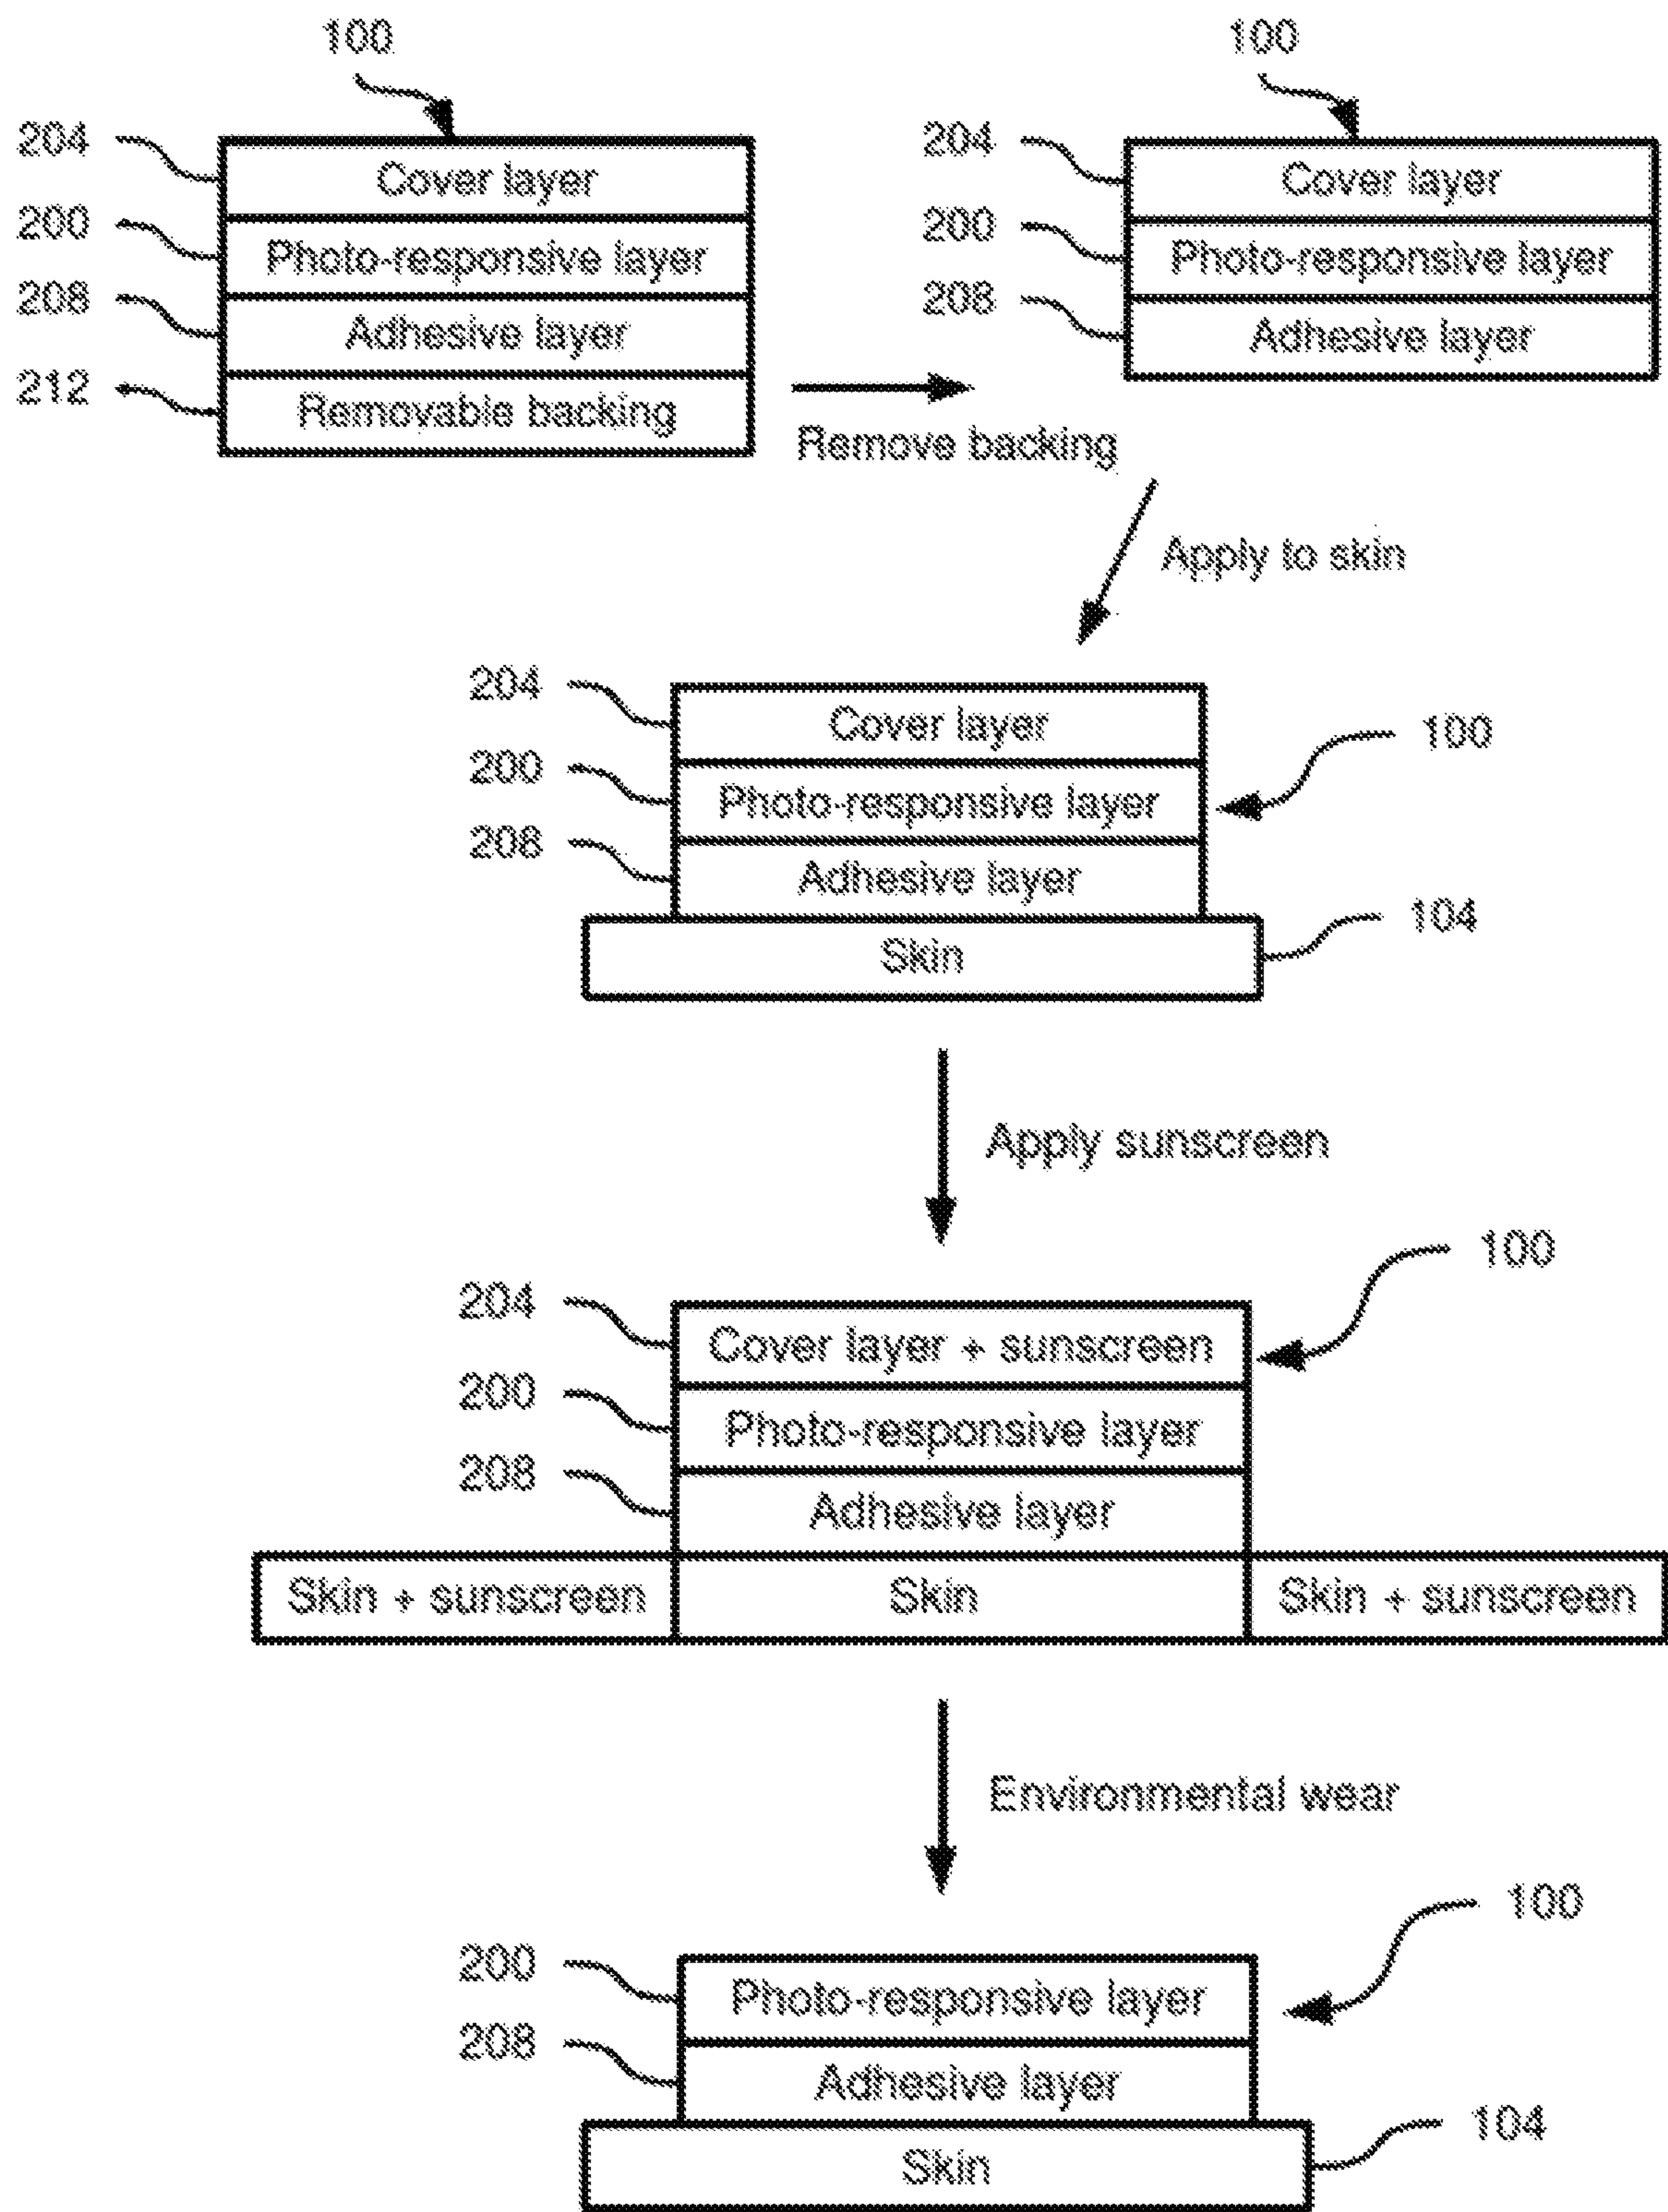 100
204
Cover layer
200
Photo-responsive layer
208
Adhesive layer
212
Removable backing
Remove backing
100
204
Cover layer
200
Photo-responsive layer
208
Adhesive layer
Apply to skin
204
Cover layer
100
200
Photo-responsive layer
208
Adhesive layer
104
Skin
Apply sunscreen
100
204
Cover layer + sunscreen
200
Photo-responsive layer
208
Adhesive layer
Skin + sunscreen Skin Skin + sunscreen
Environmental wear
100
200
Photo-responsive layer
208
Adhesive layer
104
Skin